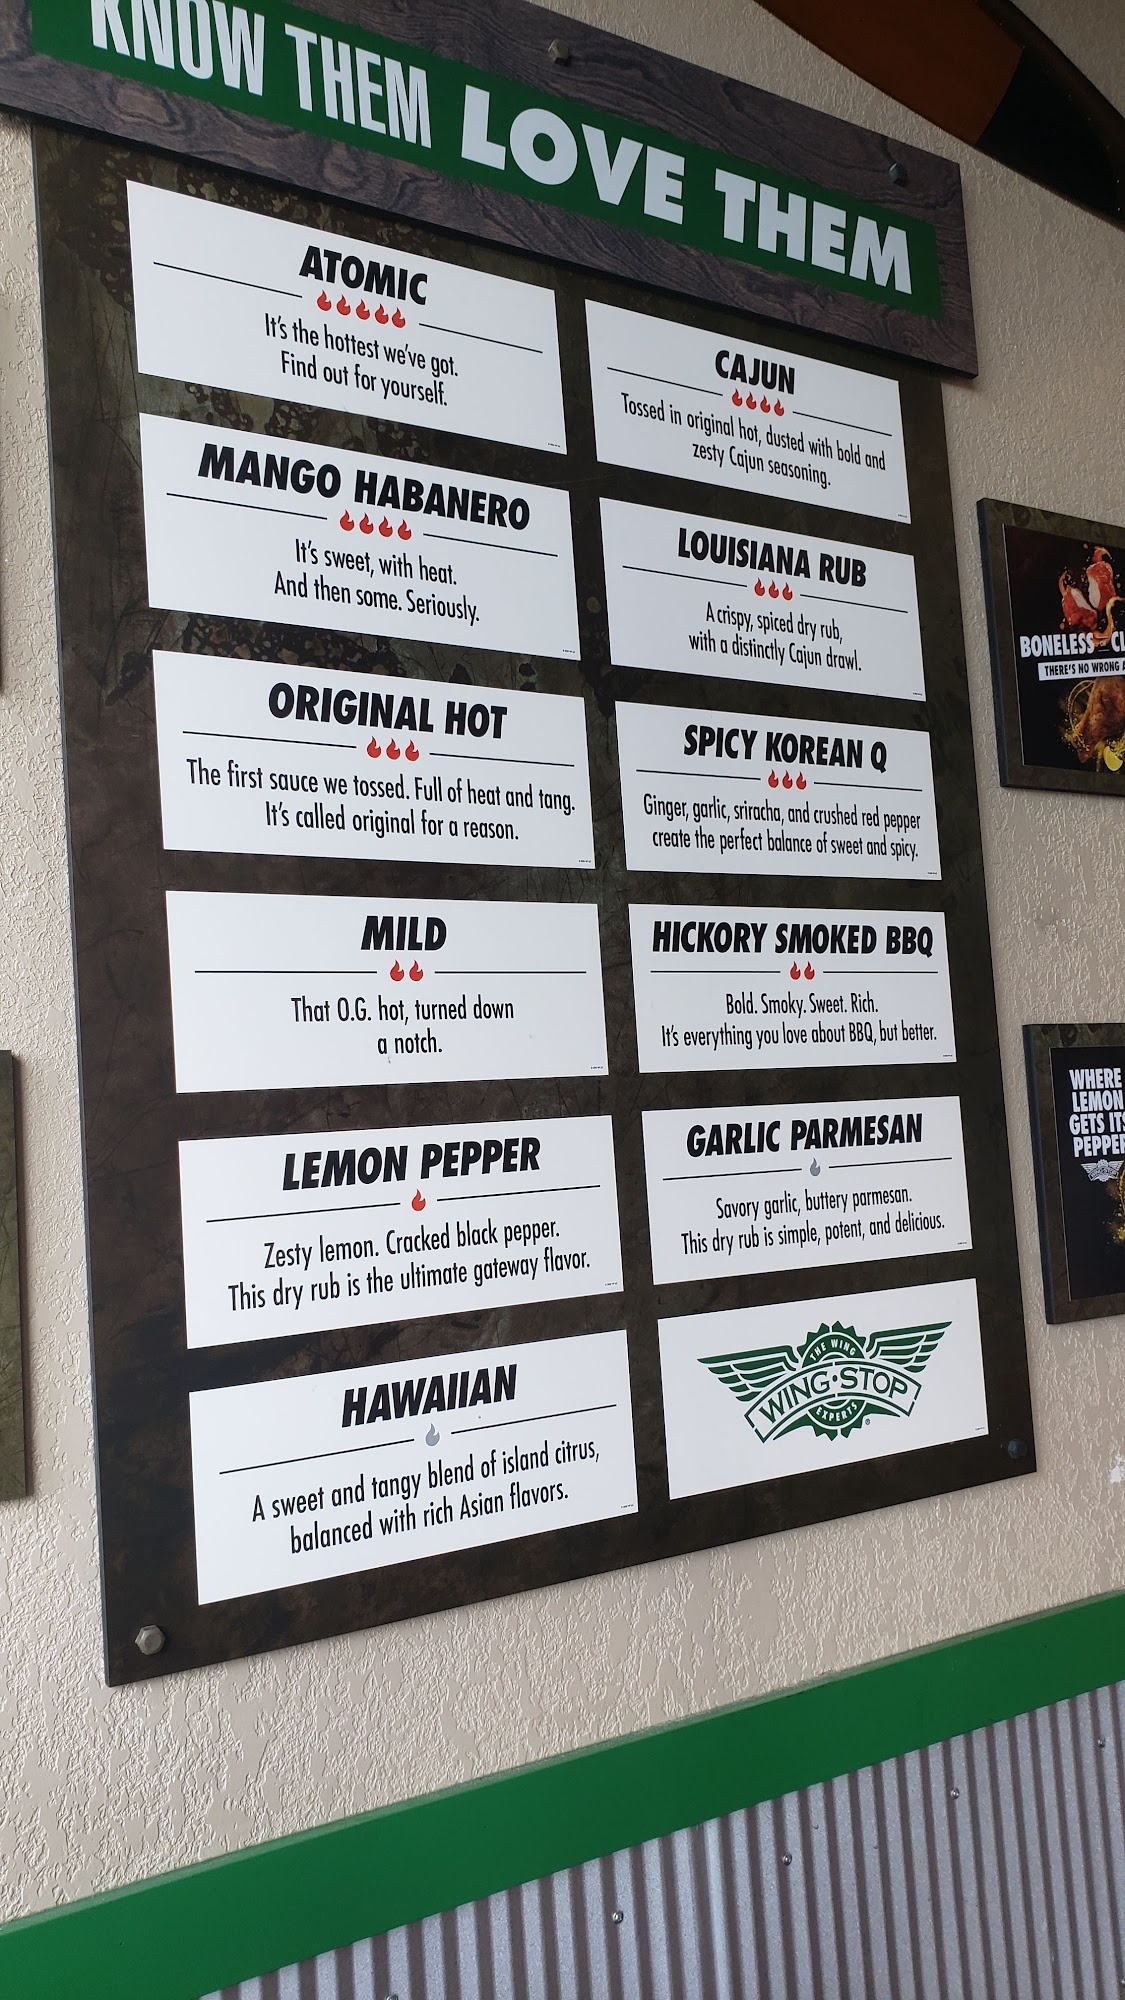 KNOW THEM LOVE THEM
ATOMIC
It's the hottest we've got.
Find out for yourself.
MANGO HABANERO
It's sweet, with heat.
And then some. Seriously.
ORIGINAL HOT
The first sauce we tossed. Full of heat and tang.
It's called original for a reason.
MILD
That O.G. hot, turned down
a notch.
LEMON PEPPER
Zesty lemon. Cracked black pepper.
This dry rub is the ultimate gateway flavor.
HAWAIIAN
A sweet and tangy blend of island citrus,
balanced with rich Asian flavors.
CAJUN
Tossed in original hot, dusted with bold and
zesty Cajun seasoning.
LOUISIANA RUB
A crispy, spiced dry rub,
with a distinctly Cajun drawl.
SPICY KOREAN Q
Ginger, garlic, sriracha, and crushed red pepper
create the perfect balance of sweet and spicy.
HICKORY SMOKED BBQ
Bold. Smoky. Sweet. Rich.
It's everything you love about BBQ, but better.
GARLIC PARMESAN
Savory garlic, buttery parmesan.
This dry rub is simple, potent, and delicious.
THE WING
WING•STOP
EXPERTS
®
BONELESS
THERE'S NO WRONG
WHERE
LEMON
GETS ITS
PEPPER